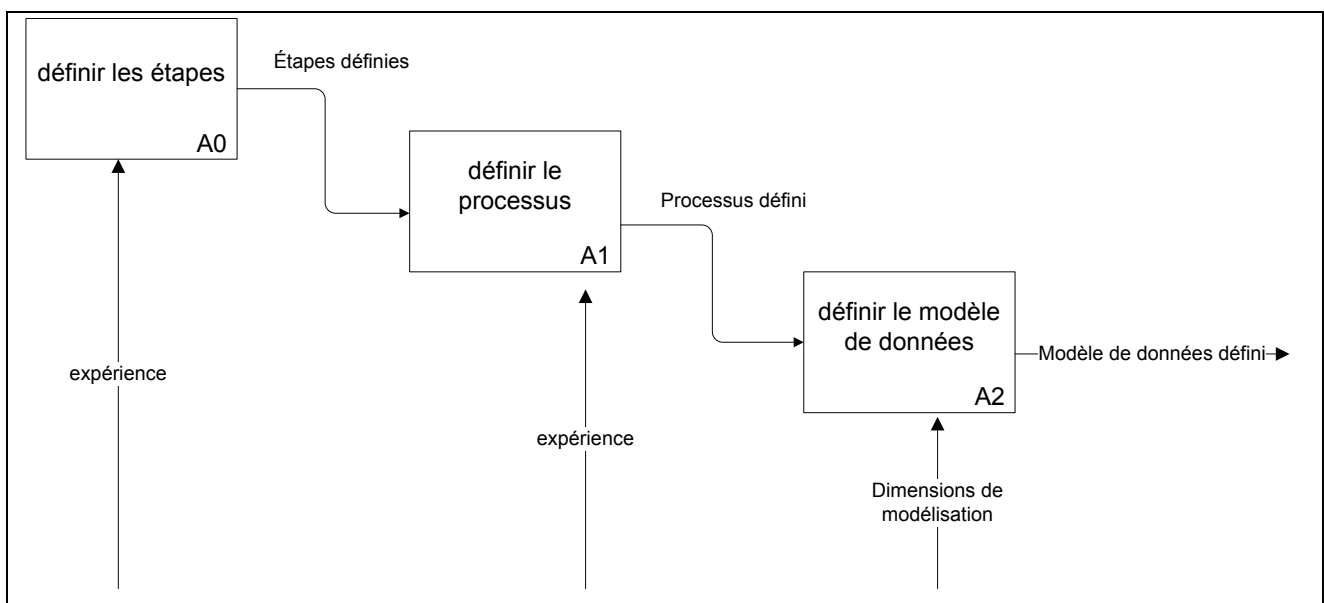 définir les étapes
A0
Étapes définies
définir le
processus
A1
Processus défini
définir le modèle
de données
A2
Modèle de données défini
expérience
expérience
Dimensions de
modélisation